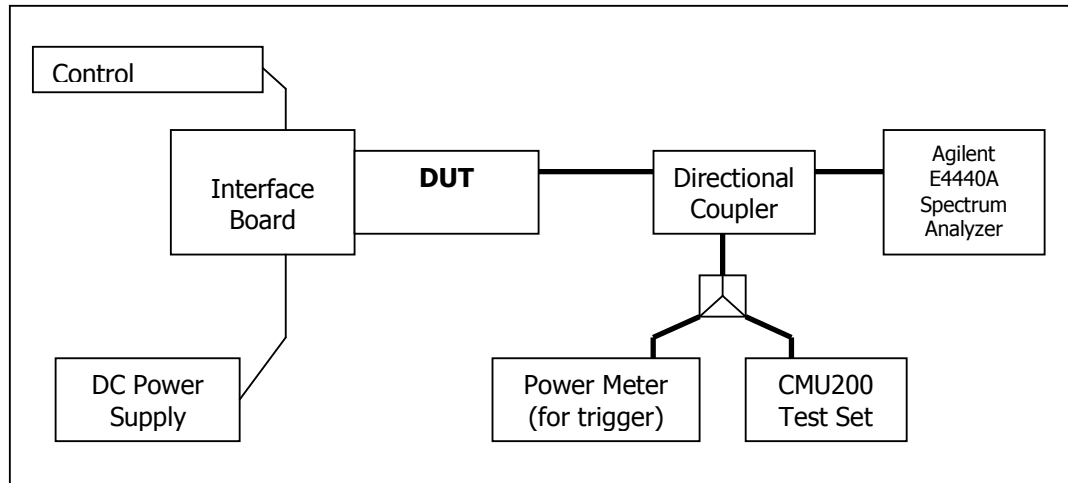 Control
Interface
Board
DUT
Directional
Coupler
Agilent
E4440A
Spectrum
Analyzer
DC Power
Supply
Power Meter
(for trigger)
CMU200
Test Set